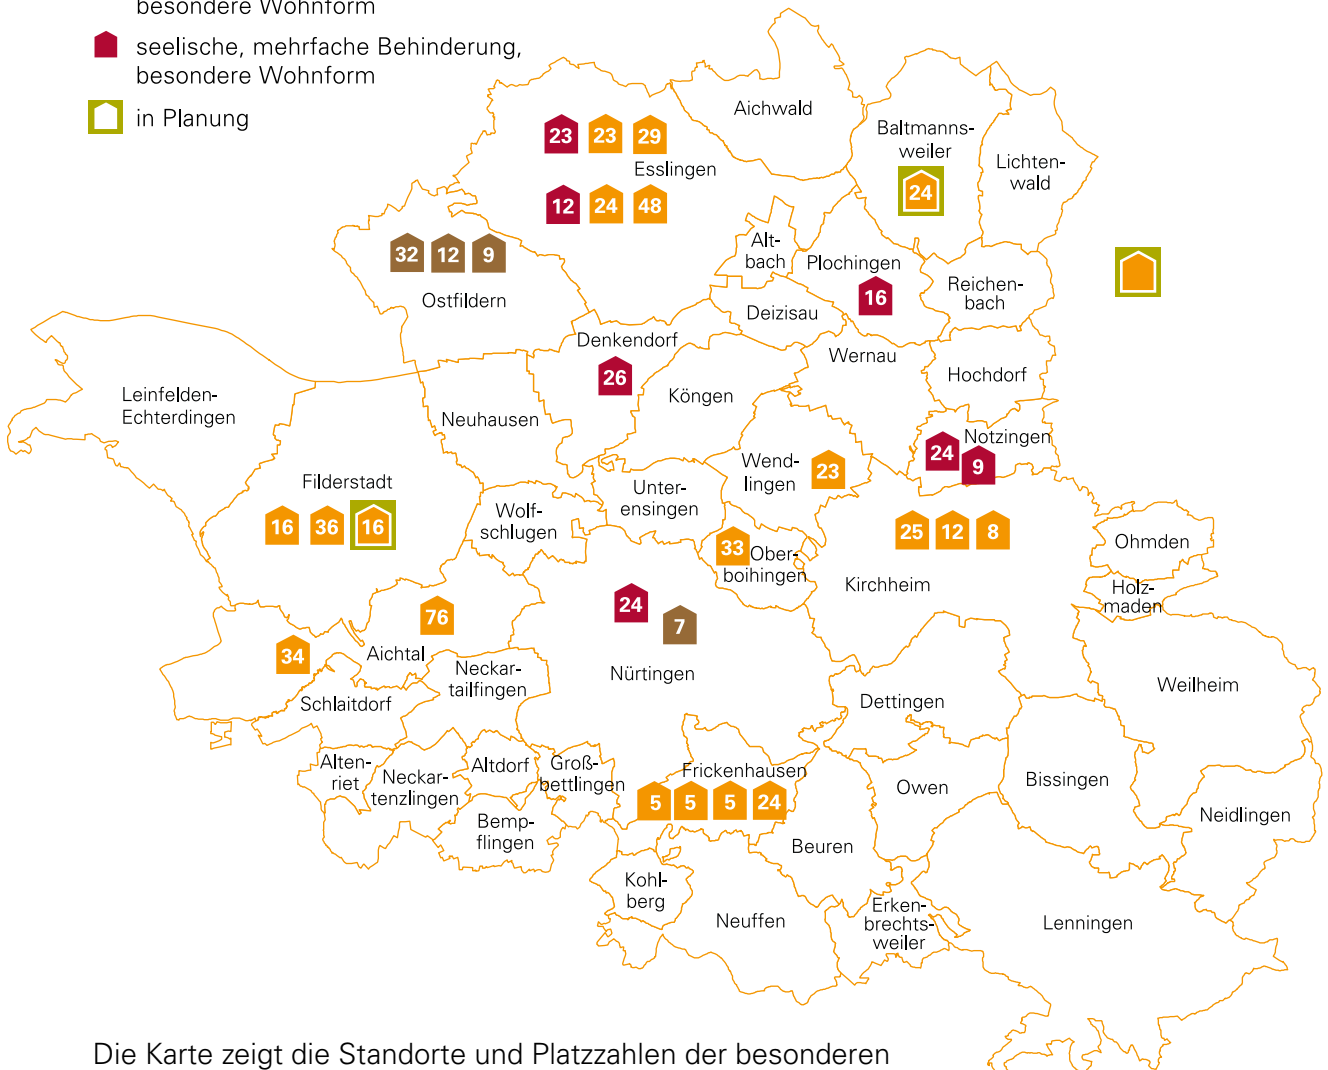 besondere Wohnform
seelische, mehrfache Behinderung,
besondere Wohnform
in Planung
Aichwald
Baltmanns-
weiler
24
Lichten-
wald
23 23 29
Esslingen
12 24 48
32 12 9
Ostfildern
Alt-
bach
Plochingen
16
Reichen-
bach
Deizisau
Denkendorf
26
Wernau
Hochdorf
Leinfelden-
Echterdingen
Neuhausen
Köngen
Notzingen
24
9
Wend-
lingen
23
Filderstadt
16 36 16
Wolf-
schlugen
Unter-
ensingen
33
Ober-
boihingen
25 12 8
Kirchheim
Ohmden
Holz-
maden
76
Aichtal
34
24
7
Nürtingen
Neckar-
tailfingen
Schlaitdorf
Dettingen
Weilheim
Alten-
riet
Neckar-
tenzlingen
Altdorf
Groß-
bettlingen
Frickenhausen
5 5 5 24
Owen
Bissingen
Neidlingen
Bemp-
flingen
Beuren
Kohl-
berg
Neuffen
Erken-
brechts-
weiler
Lenningen
Die Karte zeigt die Standorte und Platzzahlen der besonderen